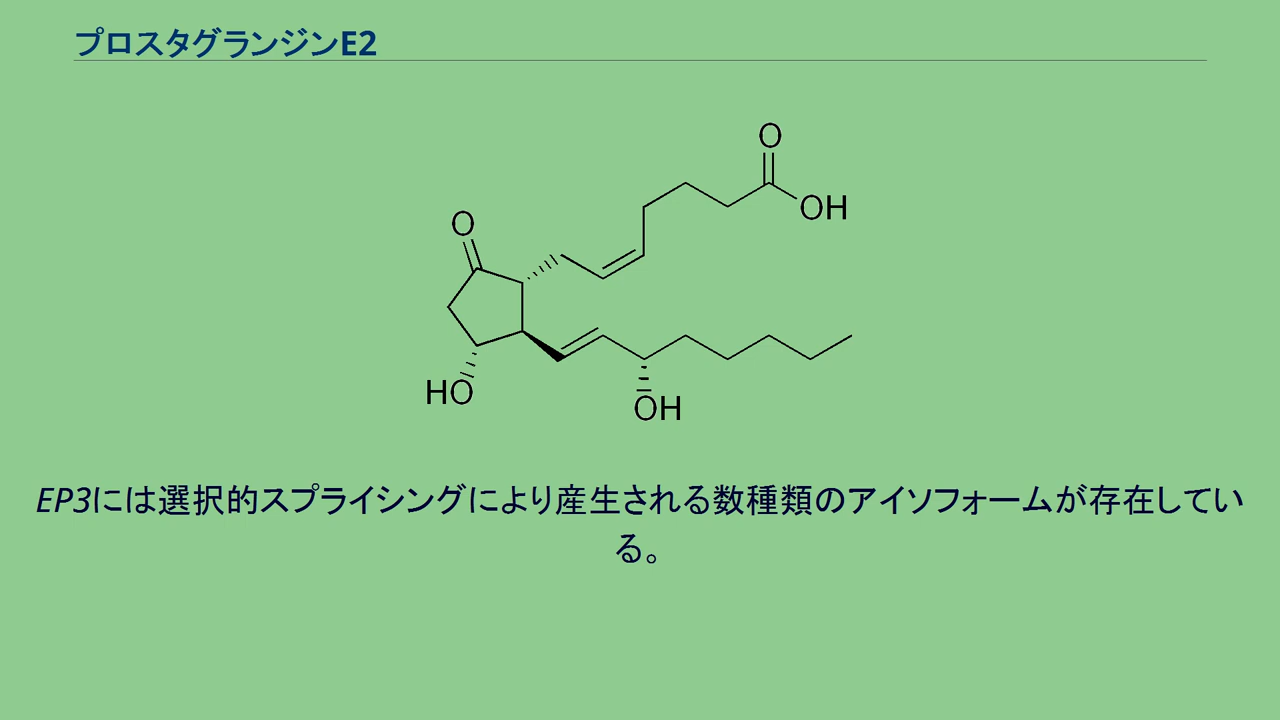 プロスタグランジンE2
O
OH
O
HO
OH
EP3には選択的スプライシングにより産生される数種類のアイソフォームが存在してい
る。